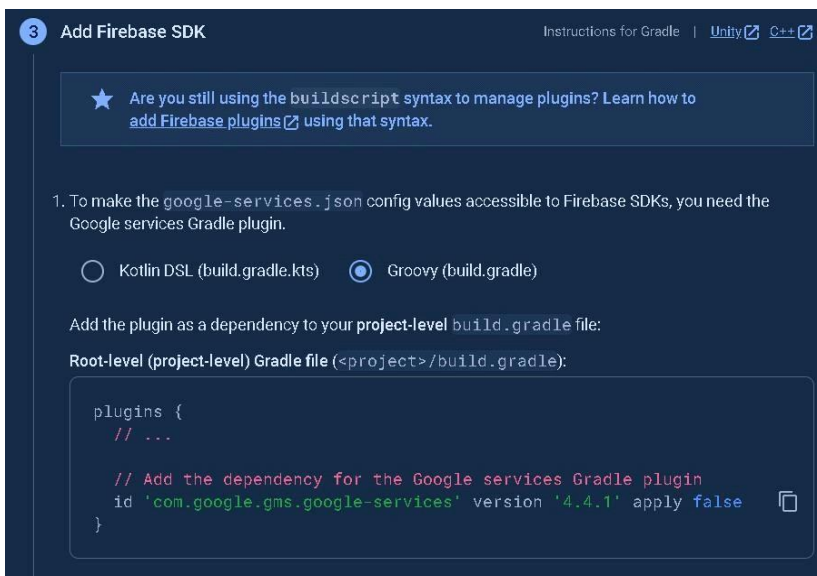 3 Add Firebase SDK Instructions for Gradle | Unity C++
Are you still using the buildscript syntax to manage plugins? Learn how to
add Firebase plugins using that syntax.
1. To make the google-services.json config values accessible to Firebase SDKs, you need the
Google services Gradle plugin.
Kotlin DSL (build.gradle.kts) Groovy (build.gradle)
Add the plugin as a dependency to your project-level build.gradle file:
Root-level (project-level) Gradle file (<project>/build.gradle):
plugins {
// ...
// Add the dependency for the Google services Gradle plugin
id 'com.google.gms.google-services' version '4.4.1' apply false
}